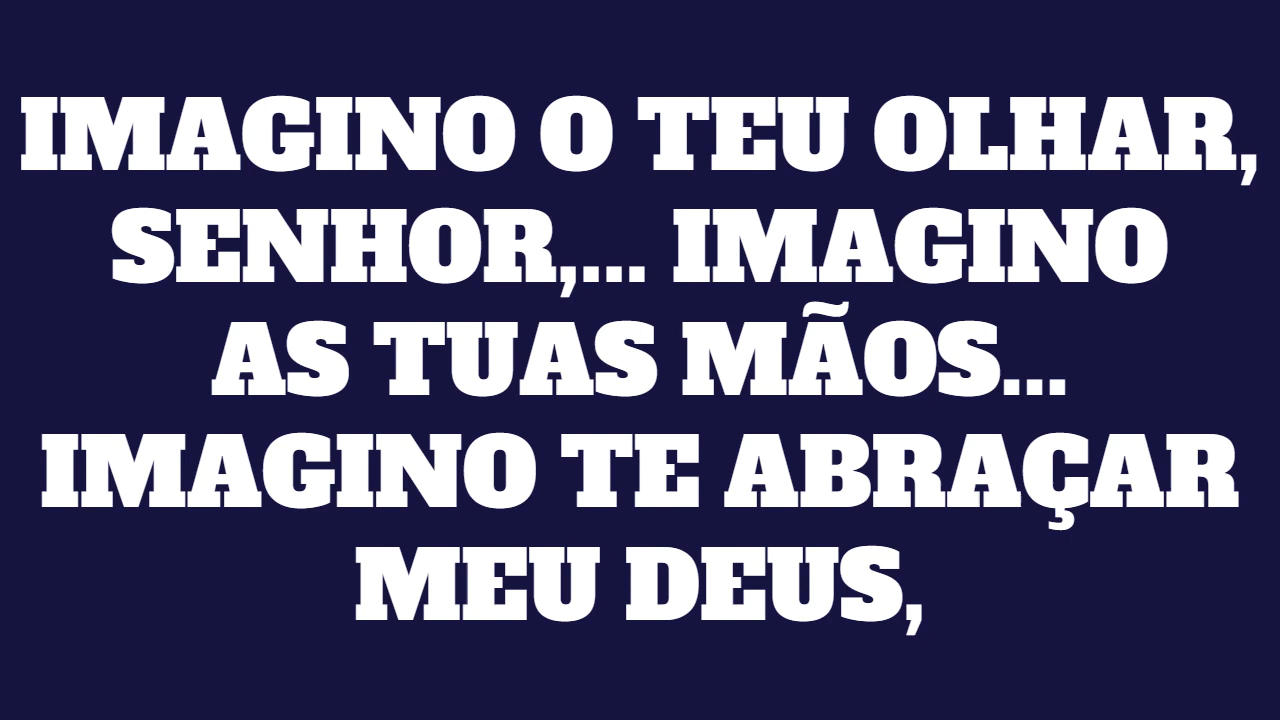 IMAGINO O TEU OLHAR,
SENHOR,... IMAGINO
AS TUAS MÃOS...
IMAGINO TE ABRAÇAR
MEU DEUS,